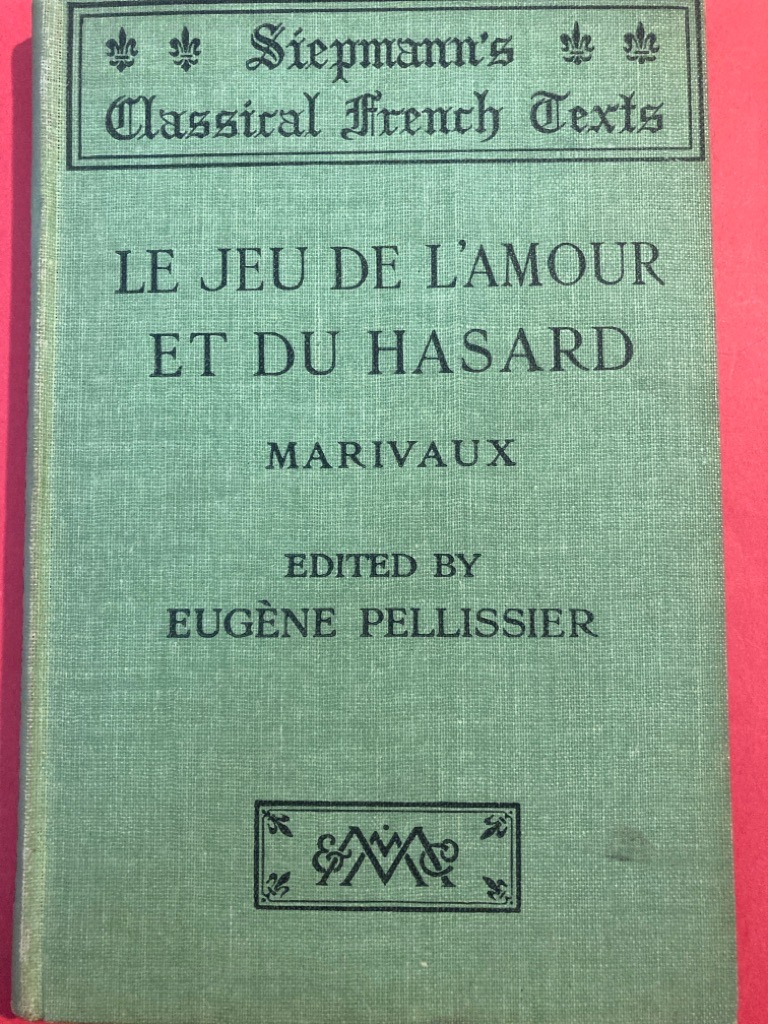 Siepmann's
Classical French Texts
LE JEU DE L'AMOUR
ET DU HASARD
MARIVAUX
EDITED BY
EUGÈNE PELLISSIER